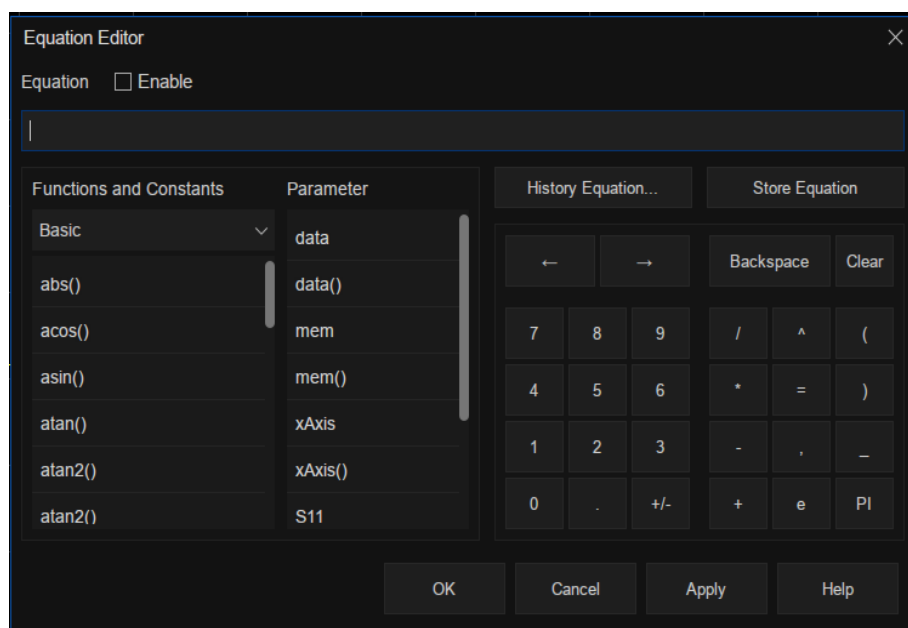 Equation Editor
Equation Enable
Functions and Constants
Basic
abs()
acos()
asin()
atan()
atan2()
atan2()
Parameter
data
data()
mem
mem()
xAxis
xAxis()
S11
History Equation... Store Equation
← → Backspace Clear
7 8 9 / ^ (
4 5 6 * = )
1 2 3 - , _
0 . +/- + e PI
OK Cancel Apply Help